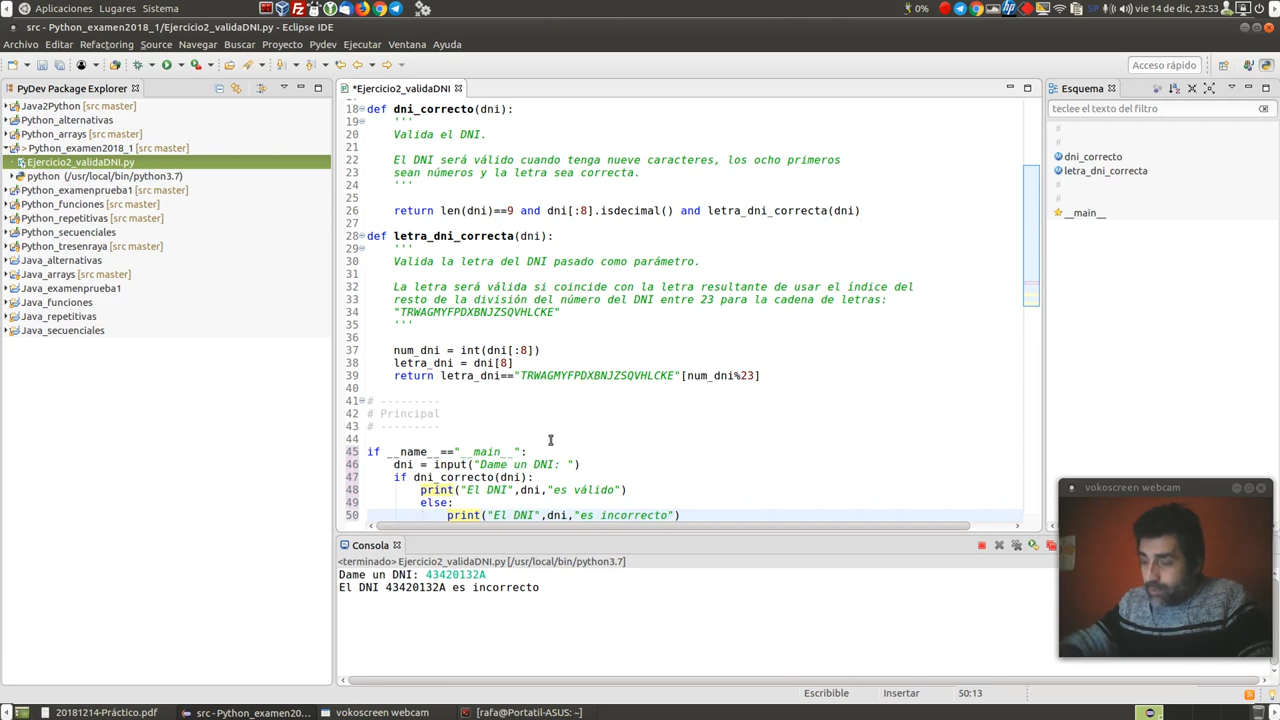 Aplicaciones Lugares Sistema
0% SP vie 14 de dic, 23:53
src - Python_examen2018_1/Ejercicio2_validaDNI.py - Eclipse IDE
Archivo Editar Refactoring Source Navegar Buscar Proyecto Pydev Ejecutar Ventana Ayuda
Acceso rápido
PyDev Package Explorer
Java2Python [src master]
Python_alternativas
Python_arrays [src master]
> Python_examen2018_1 [src master]
Ejercicio2_validaDNI.py
python (/usr/local/bin/python3.7)
Python_examenprueba1 [src master]
Python_funciones [src master]
Python_repetitivas [src master]
Python_secuenciales
Python_tresenraya [src master]
Java_alternativas
Java_arrays [src master]
Java_examenprueba1 [src master]
Java_funciones
Java_repetitivas
Java_secuenciales
*Ejercicio2_validaDNI
18 def dni_correcto(dni):
19 '''
20 Valida el DNI.
21
22 El DNI será válido cuando tenga nueve caracteres, los ocho primeros
23 sean números y la letra sea correcta.
24 '''
25
26 return len(dni)==9 and dni[:8].isdecimal() and letra_dni_correcta(dni)
27
28 def letra_dni_correcta(dni):
29 '''
30 Valida la letra del DNI pasado como parámetro.
31
32 La letra será válida si coincide con la letra resultante de usar el índice del
33 resto de la división del número del DNI entre 23 para la cadena de letras:
34 "TRWAGMYFPDXBNJZSQVHLCKE"
35 '''
36
37 num_dni = int(dni[:8])
38 letra_dni = dni[8]
39 return letra_dni=="TRWAGMYFPDXBNJZSQVHLCKE"[num_dni%23]
40
41 # ---------
42 # Principal
43 # ---------
44
45 if __name__=="__main__":
46 dni = input("Dame un DNI: ")
47 if dni_correcto(dni):
48 print("El DNI",dni,"es válido")
49 else:
50 print("El DNI",dni,"es incorrecto")
Esquema
teclee el texto del filtro
#
#
dni_correcto
letra_dni_correcta
#
#
__main__
Consola
<terminado> Ejercicio2_validaDNI.py [/usr/local/bin/python3.7]
Dame un DNI: 43420132A
El DNI 43420132A es incorrecto
vokoscreen webcam
Escribible Insertar 50:13
20181214-Práctico.pdf src - Python_examen20... vokoscreen webcam [rafa@Portatil-ASUS: ~]